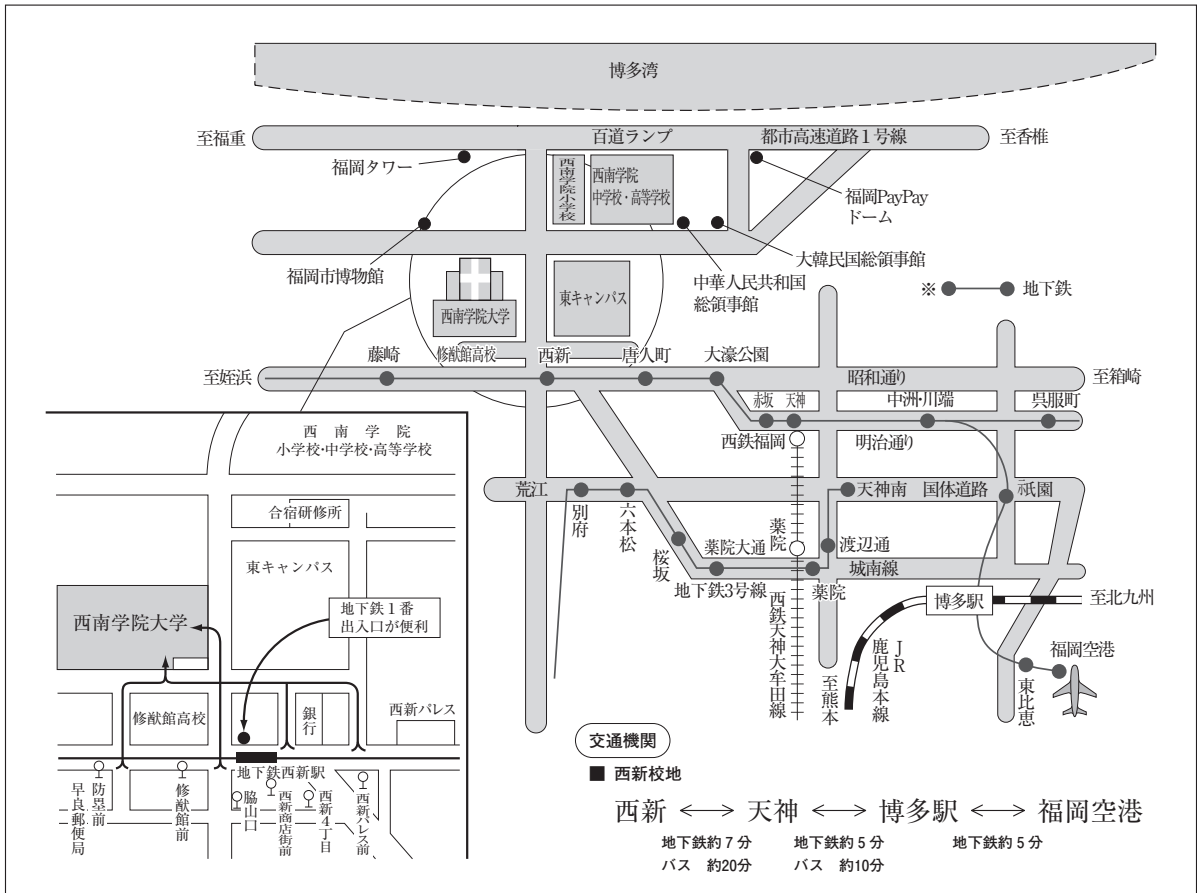 博多湾
至福重
百道ランプ
都市高速道路1号線
至香椎
福岡タワー
西南学院小学校
西南学院
中学校・高等学校
福岡PayPay
ドーム
福岡市博物館
大韓民国総領事館
中華人民共和国
総領事館
西南学院大学
東キャンパス
※
地下鉄
藤崎
修猷館高校
西新
唐人町
大濠公園
昭和通り
至姪浜
至箱崎
赤坂
天神
中洲・川端
呉服町
西鉄福岡
明治通り
荒江
別府
六本松
桜坂
天神南
国体道路
祇園
薬院
薬院大通
渡辺通
地下鉄3号線
薬院
城南線
博多駅
至北九州
西鉄天神大牟田線
至熊本
JR
鹿児島本線
東比恵
福岡空港
西南学院
小学校・中学校・高等学校
合宿研修所
東キャンパス
地下鉄1番
出入口が便利
西南学院大学
修猷館高校
銀行
西新パレス
地下鉄西新駅
早良郵便局
防塁前
修猷館前
脇山口
西新商店街前
西新4丁目
西新パレス前
交通機関
■ 西新校地
西新 ⟷ 天神 ⟷ 博多駅 ⟷ 福岡空港
地下鉄約7分 地下鉄約5分 地下鉄約5分
バス 約20分 バス 約10分